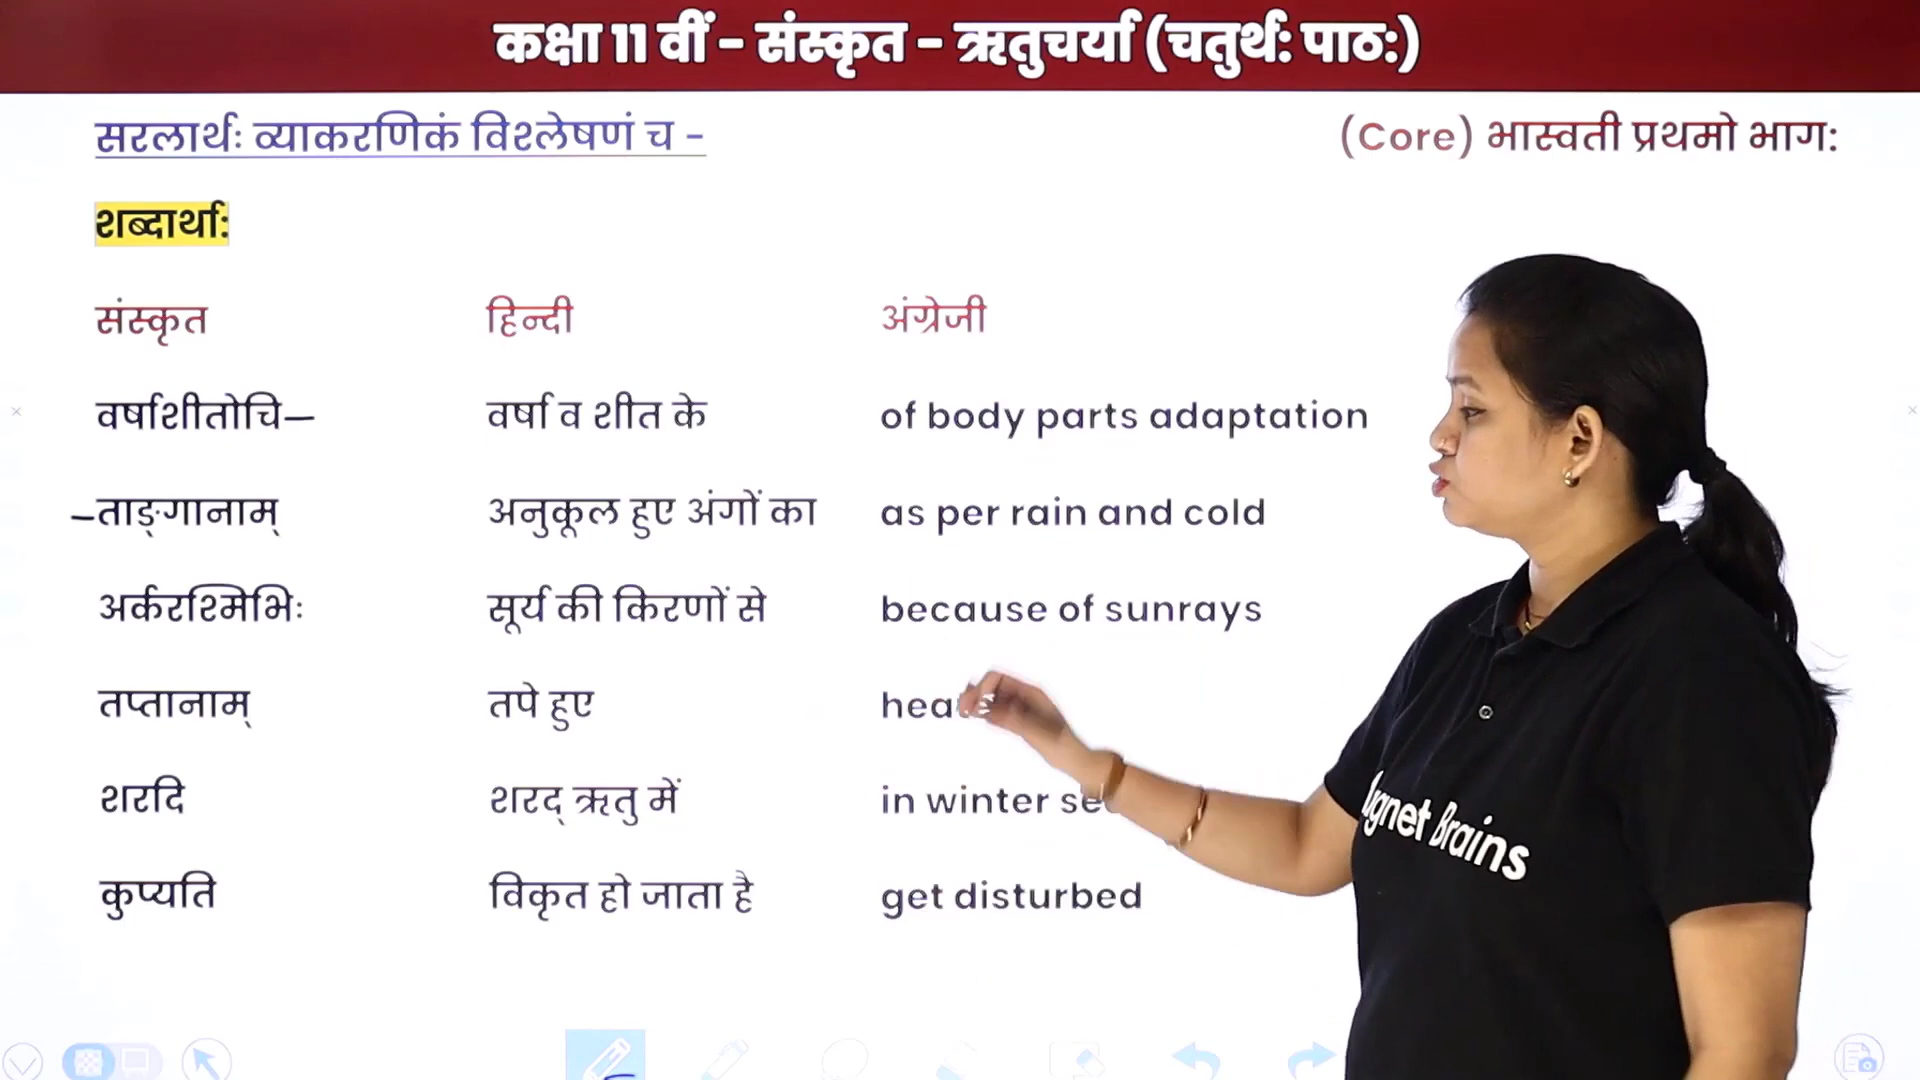 कक्षा 11 वीं - संस्कृत - ऋतुचर्या (चतुर्थ: पाठ:)
सरलार्थः व्याकरणिकं विश्लेषणं च -
(Core) भास्वती प्रथमो भाग:
शब्दार्था:
संस्कृत हिन्दी अंग्रेजी
वर्षाशीतोचि– वर्षा व शीत के of body parts adaptation
–ताङ्गानाम् अनुकूल हुए अंगों का as per rain and cold
अर्करश्मिभिः सूर्य की किरणों से because of sunrays
तप्तानाम् तपे हुए
शरदि शरद् ऋतु में in winter
कुप्यति विकृत हो जाता है get disturbed
Brains